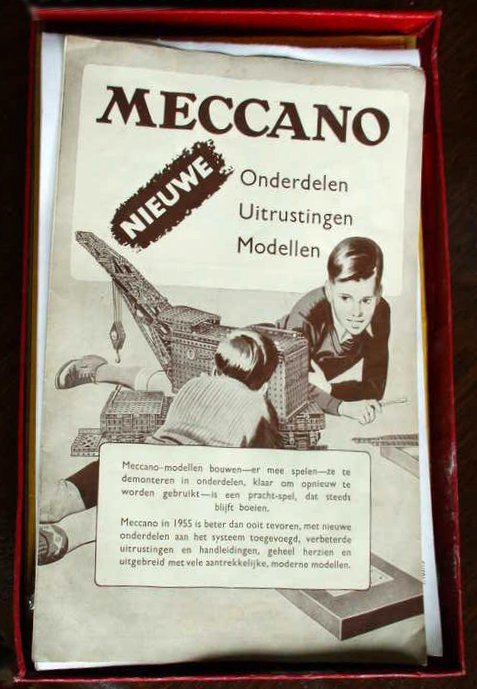 MECCANO
NIEUWE
Onderdelen
Uitrustingen
Modellen
Meccano-modellen bouwen—er mee spelen—ze te
demonteren in onderdelen, klaar om opnieuw te
worden gebruikt—is een pracht-spel, dat steeds
blijft boeien.
Meccano in 1955 is beter dan ooit tevoren, met nieuwe
onderdelen aan het systeem toegevoegd, verbeterde
uitrustingen en handleidingen, geheel herzien en
uitgebreid met vele aantrekkelijke, moderne modellen.